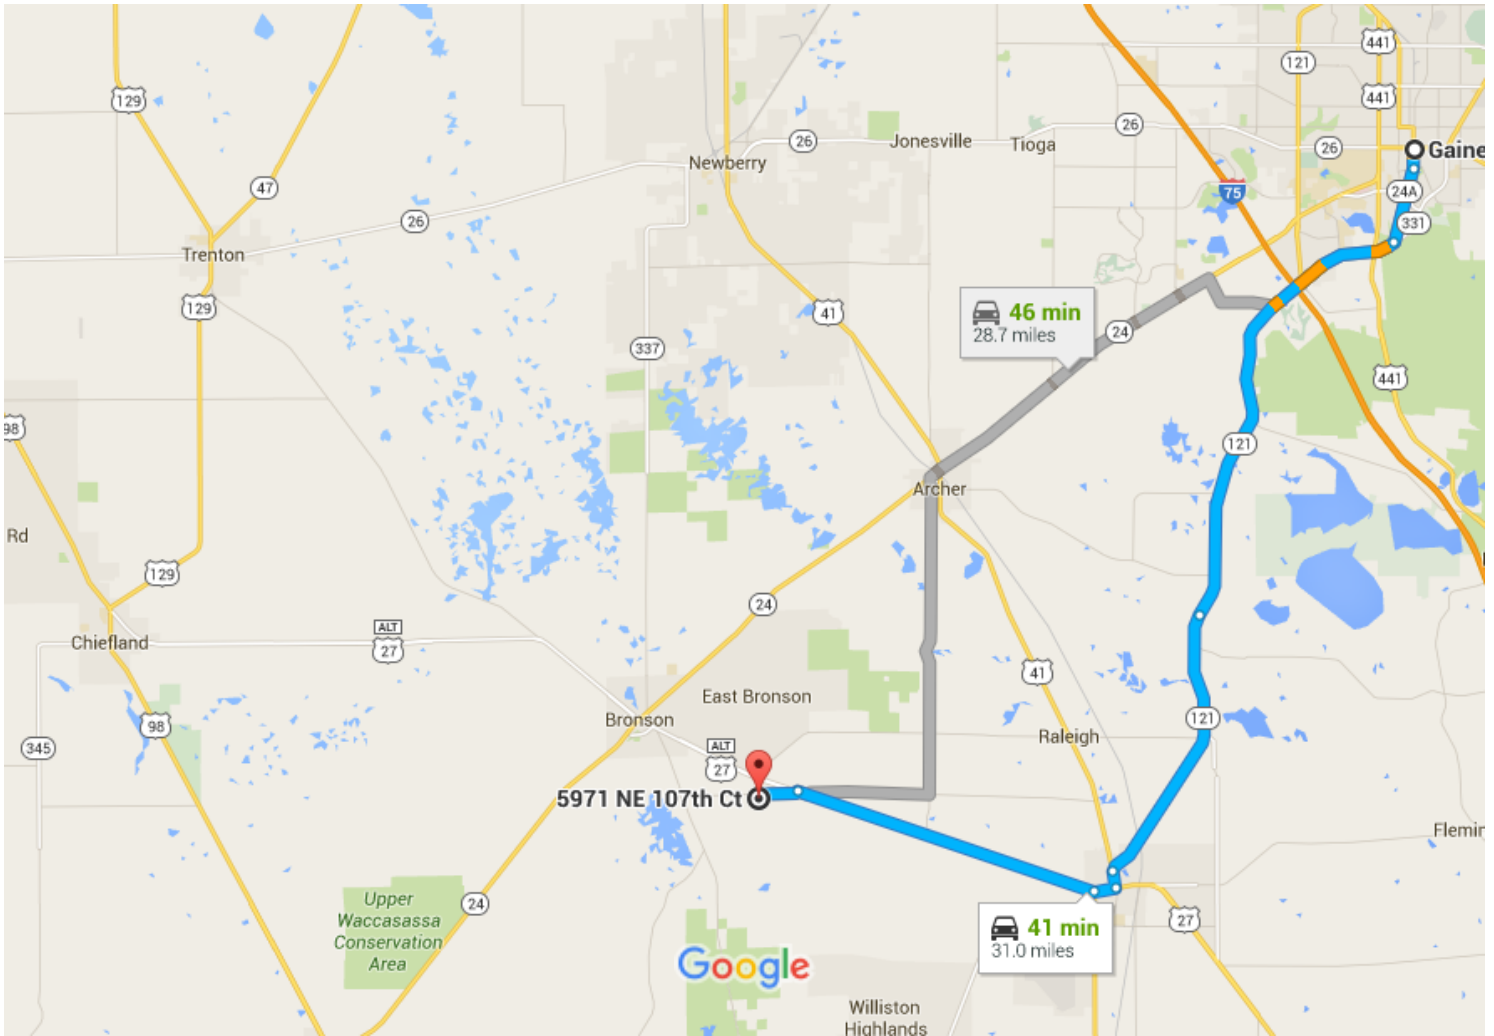 441
121
129
441
26
26
Jonesville
Tioga
26
26
Newberry
Gaine
47
75
24A
26
331
Trenton
129
46 min
28.7 miles
41
24
337
441
98
121
Archer
Rd
129
24
ALT
27
Chiefland
41
East Bronson
Bronson
121
98
345
Raleigh
ALT
27
5971 NE 107th Ct
Flemin
Upper
Waccasassa
Conservation
Area
24
27
41 min
31.0 miles
Google
Williston
Highlands